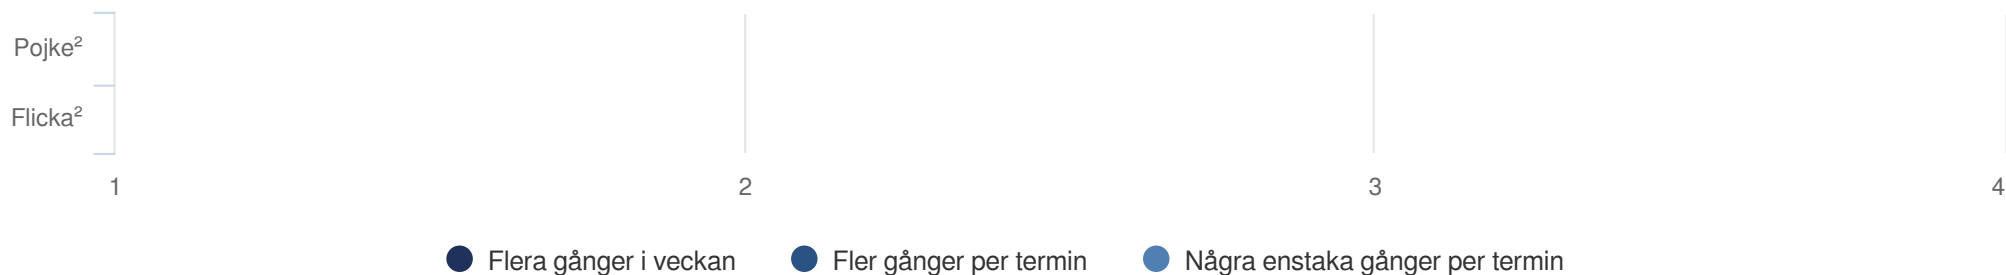 Pojke²
Flicka²
1 2 3 4
Flera gånger i veckan Fler gånger per termin Några enstaka gånger per termin